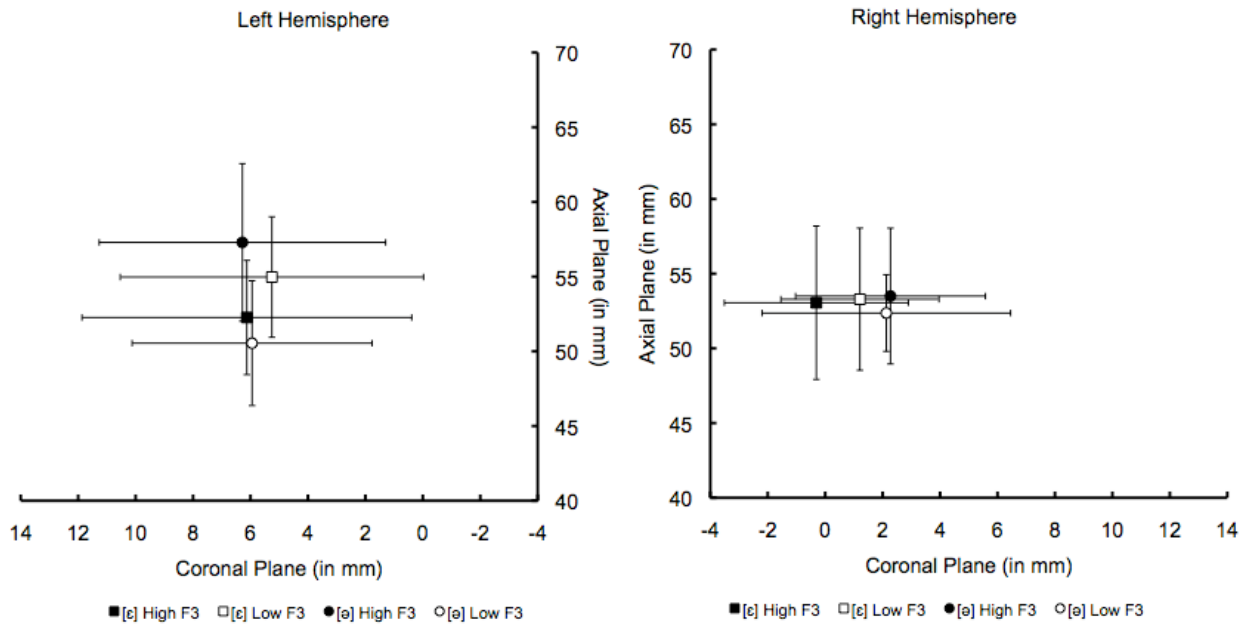 Left Hemisphere
70
65
60
55
50
45
40
Axial Plane (in mm)
14 12 10 8 6 4 2 0 -2 -4
Coronal Plane (in mm)
[ɛ] High F3 [ɛ] Low F3 [ə] High F3 [ə] Low F3
Right Hemisphere
70
65
60
55
50
45
40
Axial Plane (in mm)
-4 -2 0 2 4 6 8 10 12 14
Coronal Plane (in mm)
[ɛ] High F3 [ɛ] Low F3 [ə] High F3 [ə] Low F3